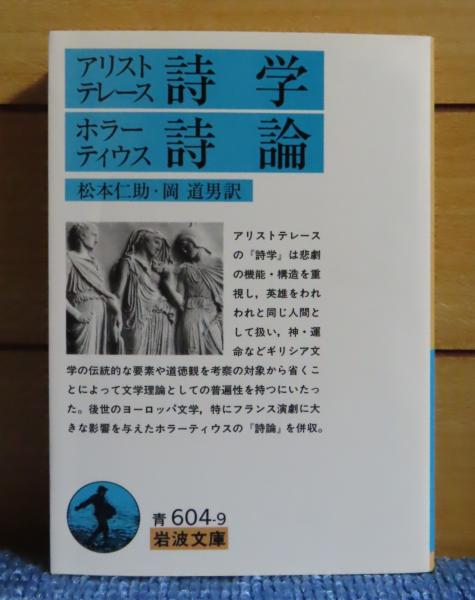 アリストテレース 詩学
ホラーティウス 詩論
松本仁助・岡 道男訳
アリストテレース
の『詩学』は悲劇
の機能・構造を重
視し，英雄をわれ
われと同じ人間と
して扱い，神・運
命などギリシア文
学の伝統的な要素や道徳観を考察の対象から省くこ
とによって文学理論としての普遍性を持つにいたっ
た。後世のヨーロッパ文学，特にフランス演劇に大
きな影響を与えたホラーティウスの『詩論』を併収。
青 604-9
岩波文庫